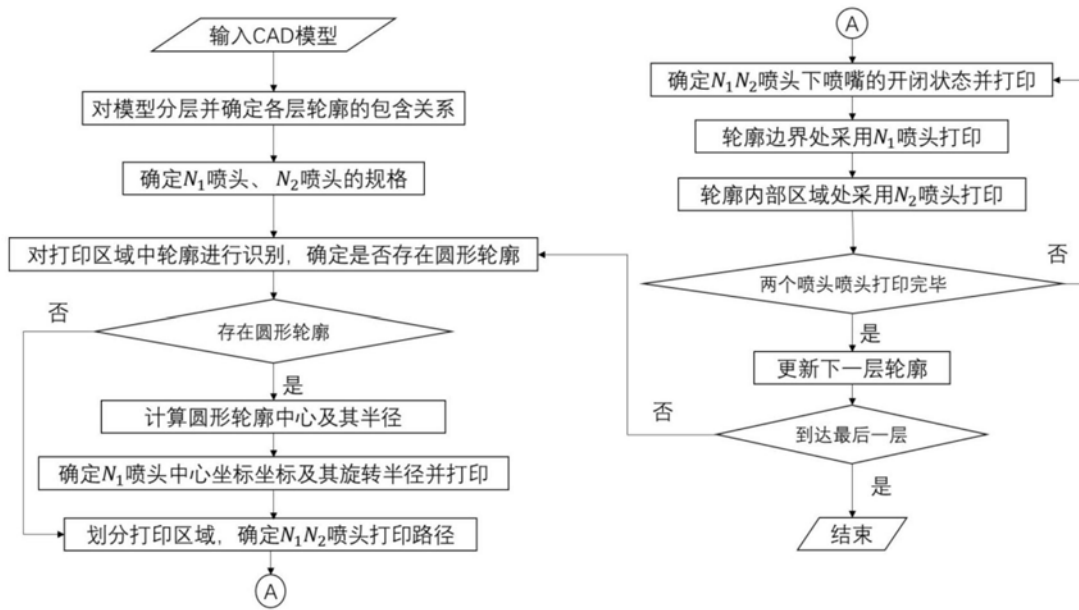 输入CAD模型
对模型分层并确定各层轮廓的包含关系
确定N₁喷头、N₂喷头的规格
对打印区域中轮廓进行识别，确定是否存在圆形轮廓
否
存在圆形轮廓
是
计算圆形轮廓中心及其半径
确定N₁喷头中心坐标坐标及其旋转半径并打印
划分打印区域，确定N₁N₂喷头打印路径
A
A
确定N₁N₂喷头下喷嘴的开闭状态并打印
轮廓边界处采用N₁喷头打印
轮廓内部区域处采用N₂喷头打印
否
两个喷头喷头打印完毕
是
更新下一层轮廓
否
到达最后一层
是
结束